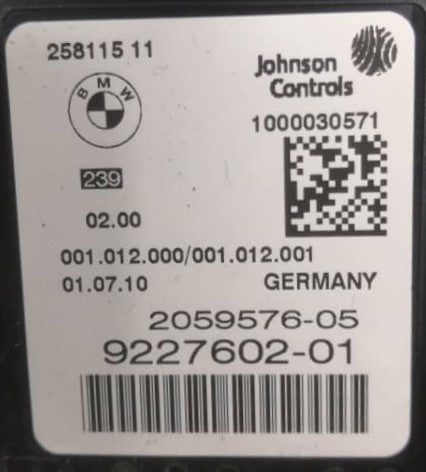 258115 11
Johnson
Controls
BMW
1000030571
239
02.00
001.012.000/001.012.001
01.07.10
GERMANY
2059576-05
9227602-01